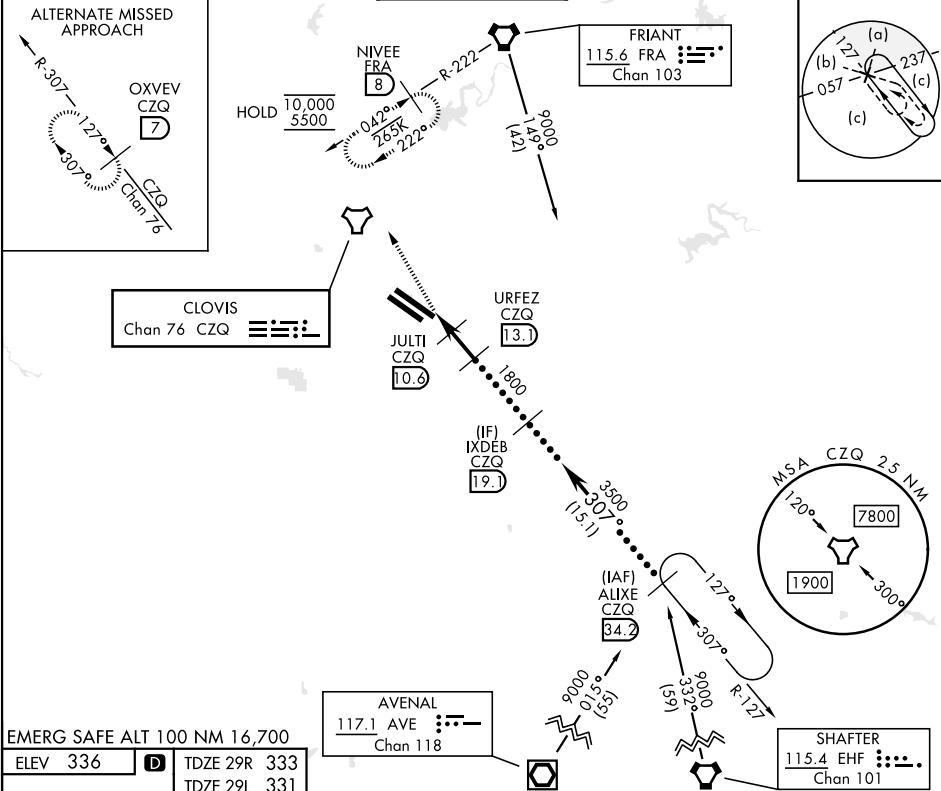 ALTERNATE MISSED
APPROACH
R-307
127°
307°
OXVEV
CZQ
7
CZQ
Chan 76
NIVEE
FRA
8
R-222
HOLD
10,000
5500
042°
265K
222°
FRIANT
115.6 FRA
Chan 103
9000
149°
(42)
127
(a)
237
(b)
057
(c)
(c)
CLOVIS
Chan 76 CZQ
JULTI
CZQ
10.6
URFEZ
CZQ
13.1
1800
(IF)
IXDEB
CZQ
19.1
3500
307°
(15.1)
(IAF)
ALIXE
CZQ
34.2
127°
307°
R-127
MSA CZQ 25 NM
120°
7800
1900
300°
9000
015°
(55)
9000
332°
(59)
AVENAL
117.1 AVE
Chan 118
SHAFTER
115.4 EHF
Chan 101
EMERG SAFE ALT 100 NM 16,700
ELEV 336
D
TDZE 29R 333
TDZE 29L 331